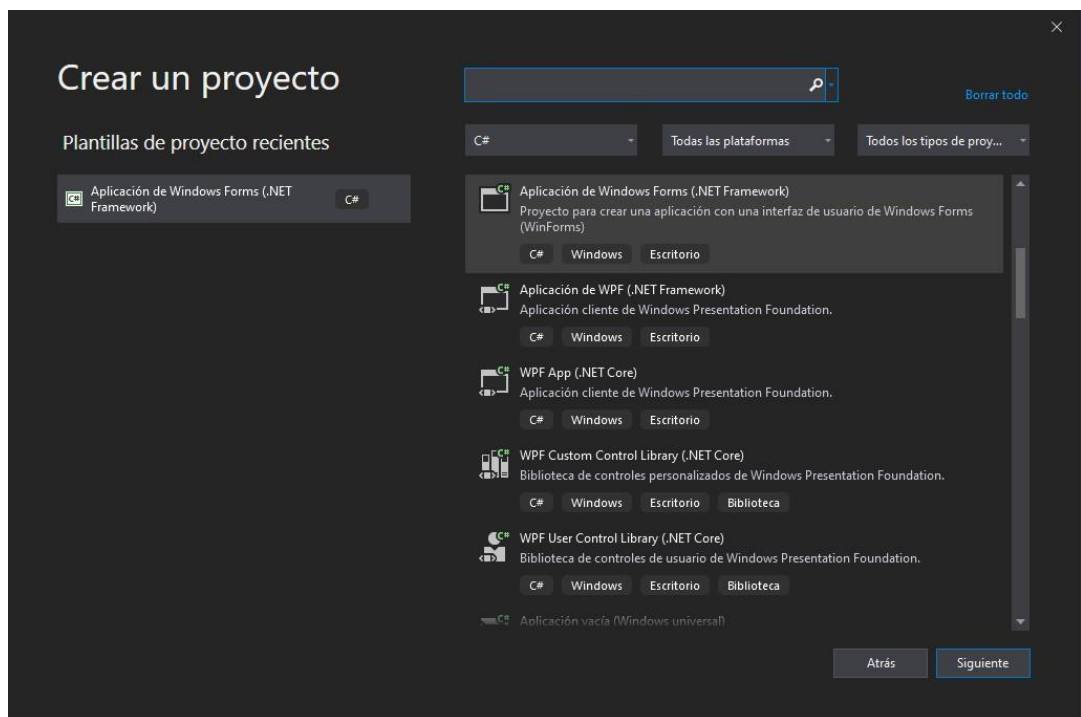 Crear un proyecto
Borrar todo
Plantillas de proyecto recientes
C#
Todas las plataformas
Todos los tipos de proy...
Aplicación de Windows Forms (.NET
Framework)
C#
Aplicación de Windows Forms (.NET Framework)
Proyecto para crear una aplicación con una interfaz de usuario de Windows Forms
(WinForms)
C# Windows Escritorio
Aplicación de WPF (.NET Framework)
Aplicación cliente de Windows Presentation Foundation.
C# Windows Escritorio
WPF App (.NET Core)
Aplicación cliente de Windows Presentation Foundation.
C# Windows Escritorio
WPF Custom Control Library (.NET Core)
Biblioteca de controles personalizados de Windows Presentation Foundation.
C# Windows Escritorio Biblioteca
WPF User Control Library (.NET Core)
Biblioteca de controles de usuario de Windows Presentation Foundation.
C# Windows Escritorio Biblioteca
Aplicación vacía (Windows universal)
Atrás
Siguiente